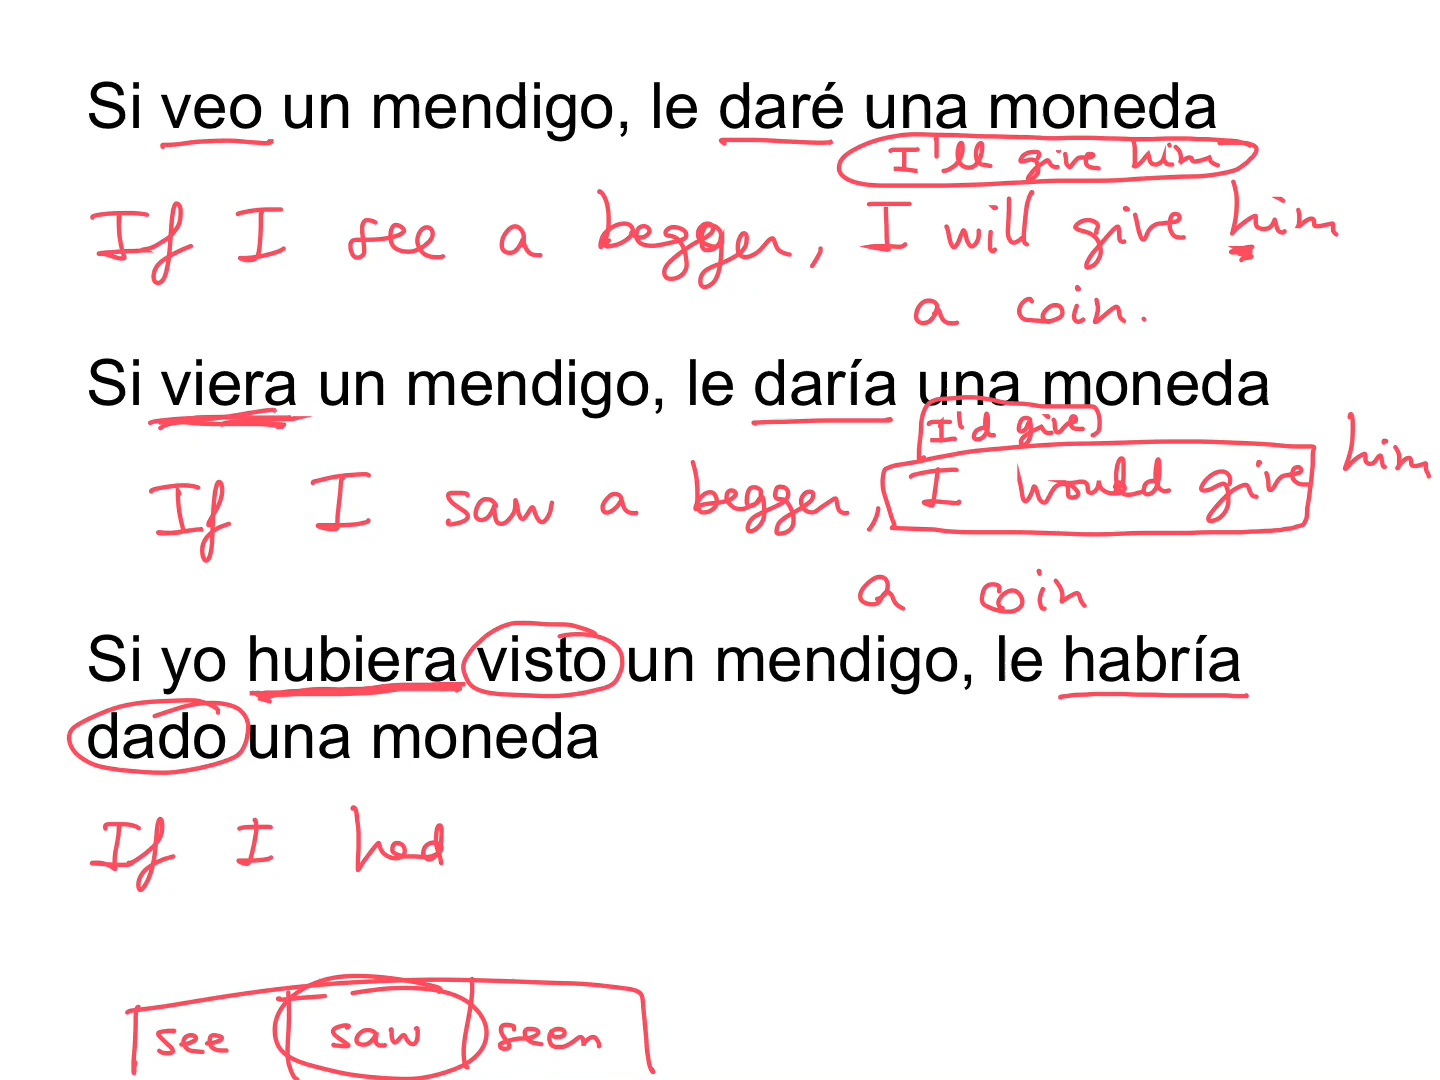 Si veo un mendigo, le daré una moneda
I'll give him
If I see a begger, I will give him
a coin.
Si viera un mendigo, le daría una moneda
I'd give
If I saw a begger, I would give him
a coin
Si yo hubiera visto un mendigo, le habría
dado una moneda
If I had
see saw seen